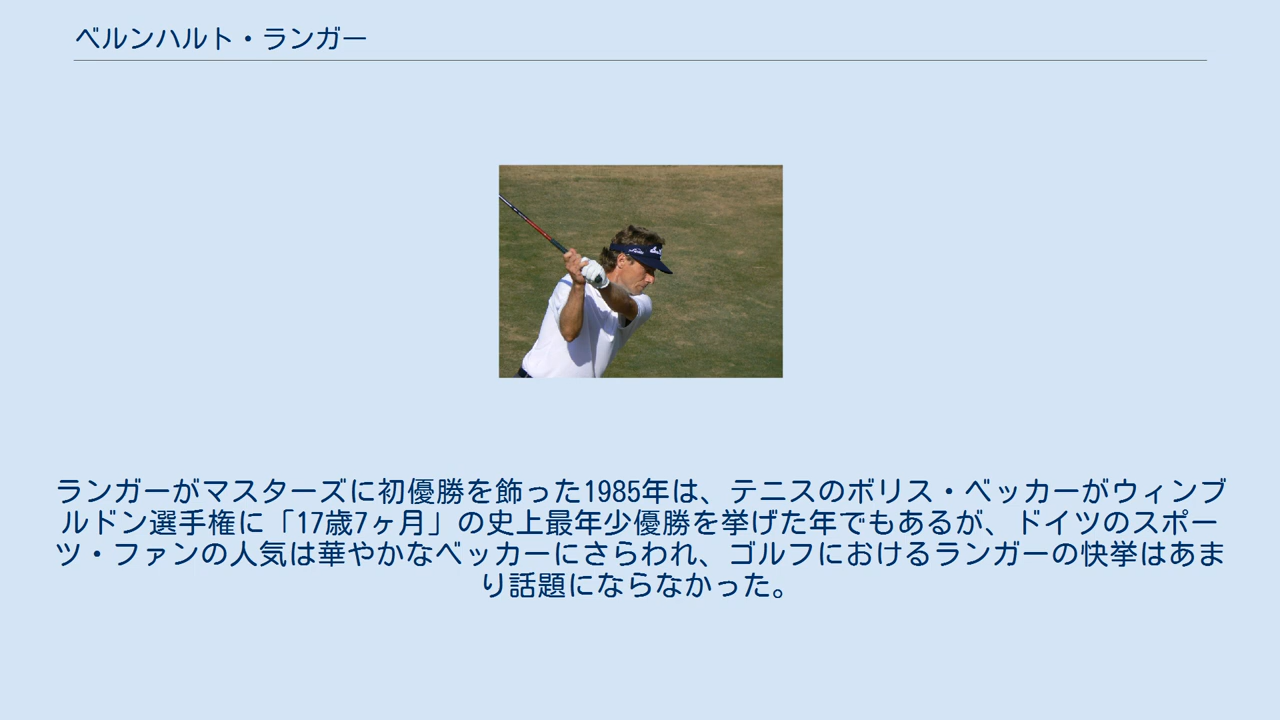 ベルンハルト・ランガー
ランガーがマスターズに初優勝を飾った1985年は、テニスのボリス・ベッカーがウィンブ
ルドン選手権に「17歳7ヶ月」の史上最年少優勝を挙げた年でもあるが、ドイツのスポー
ツ・ファンの人気は華やかなベッカーにさらわれ、ゴルフにおけるランガーの快挙はあま
り話題にならなかった。